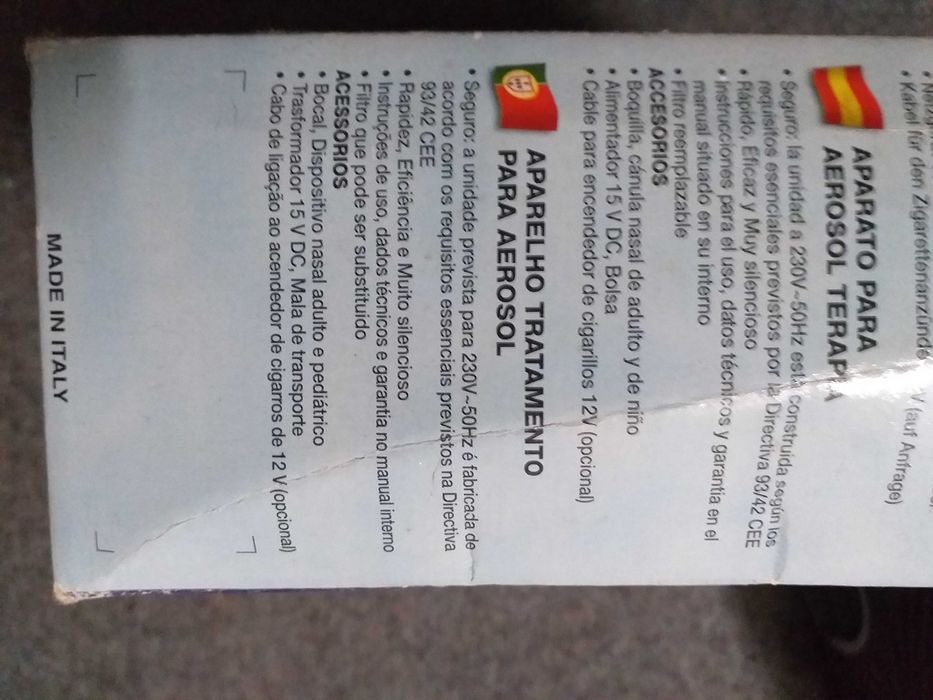 • Kabel für den Zigarettenanzünder V (auf Anfrage)
APARATO PARA
AEROSOL TERAPIA
• Seguro: la unidad a 230V~50Hz está construida según los
requisitos esenciales previstos por la Directiva 93/42 CEE
• Rápido, Eficaz y Muy silencioso
• Instrucciones para el uso, datos técnicos y garantia en el
manual situado en su interno
• Filtro reemplazable
ACCESORIOS
• Boquilla, cánula nasal de adulto y de niño
• Alimentador 15 V DC, Bolsa
• Cable para encendedor de cigarillos 12V (opcional)
APARELHO TRATAMENTO
PARA AEROSOL
• Seguro: a unidade prevista para 230V~50Hz é fabricada de
acordo com os requisitos essenciais previstos na Directiva
93/42 CEE
• Rapidez, Eficiência e Muito silencioso
• Instruções de uso, dados técnicos e garantia no manual interno
• Filtro que pode ser substituido
ACESSORIOS
• Bocal, Dispositivo nasal adulto e pediátrico
• Trasformador 15 V DC, Mala de transporte
• Cabo de ligação ao acendedor de cigarros de 12 V (opcional)
MADE IN ITALY